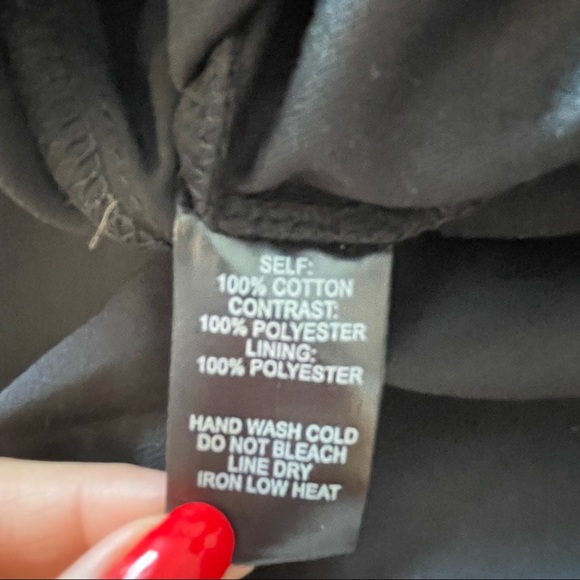 SELF:
100% COTTON
CONTRAST:
100% POLYESTER
LINING:
100% POLYESTER
HAND WASH COLD
DO NOT BLEACH
LINE DRY
IRON LOW HEAT